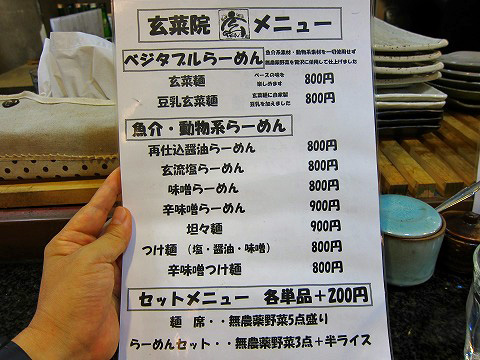 玄菜院 メニュー
ベジタブルらーめん
魚介系素材・動物系素材を一切使用せず
無農薬野菜を贅沢に使用して仕上げました
玄菜麺 ベースの味を楽しめます 800円
豆乳玄菜麺 玄菜麺に自家製豆乳を加えました 800円
魚介・動物系らーめん
再仕込醤油らーめん 800円
玄流塩らーめん 800円
味噌らーめん 800円
辛味噌らーめん 900円
坦々麺 900円
つけ麺 (塩・醤油・味噌) 800円
辛味噌つけ麺 800円
セットメニュー 各単品+200円
麺 席・・無農薬野菜5点盛り
らーめんセット・・無農薬野菜3点+半ライス